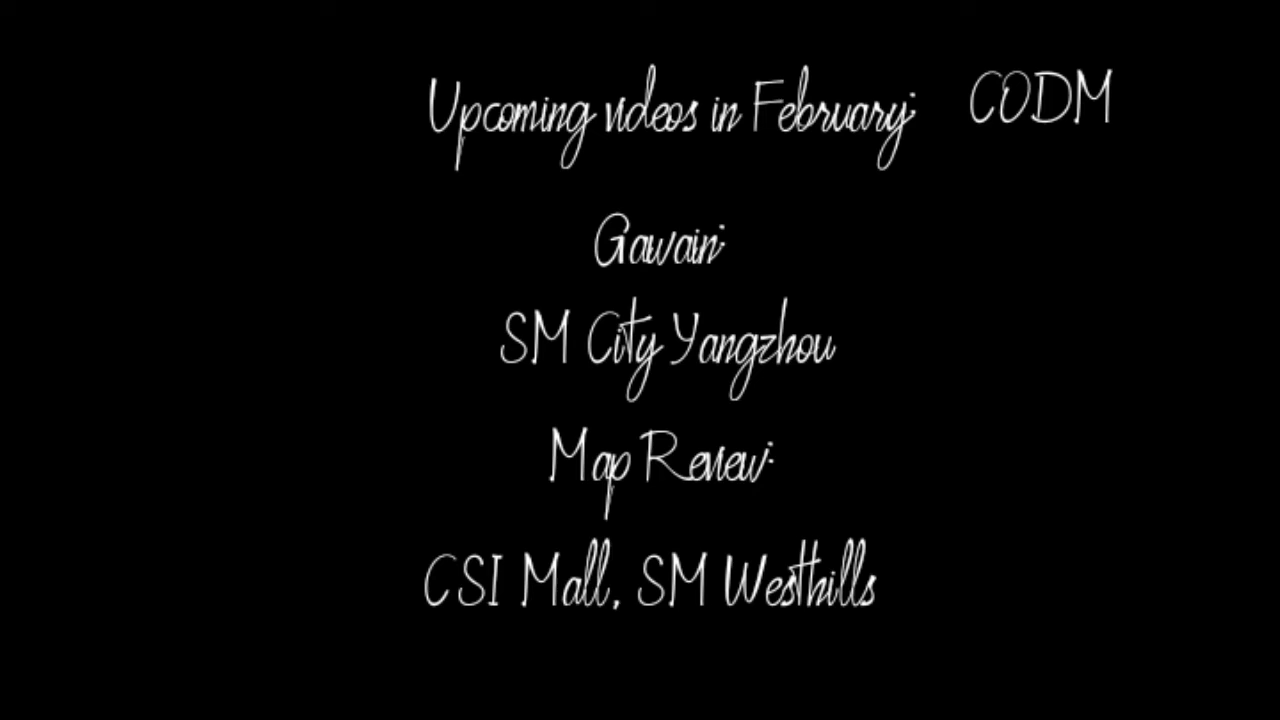 Upcoming videos in February: CODM
Gawain:
SM City Yangzhou
Map Review:
CSI Mall, SM Westhills